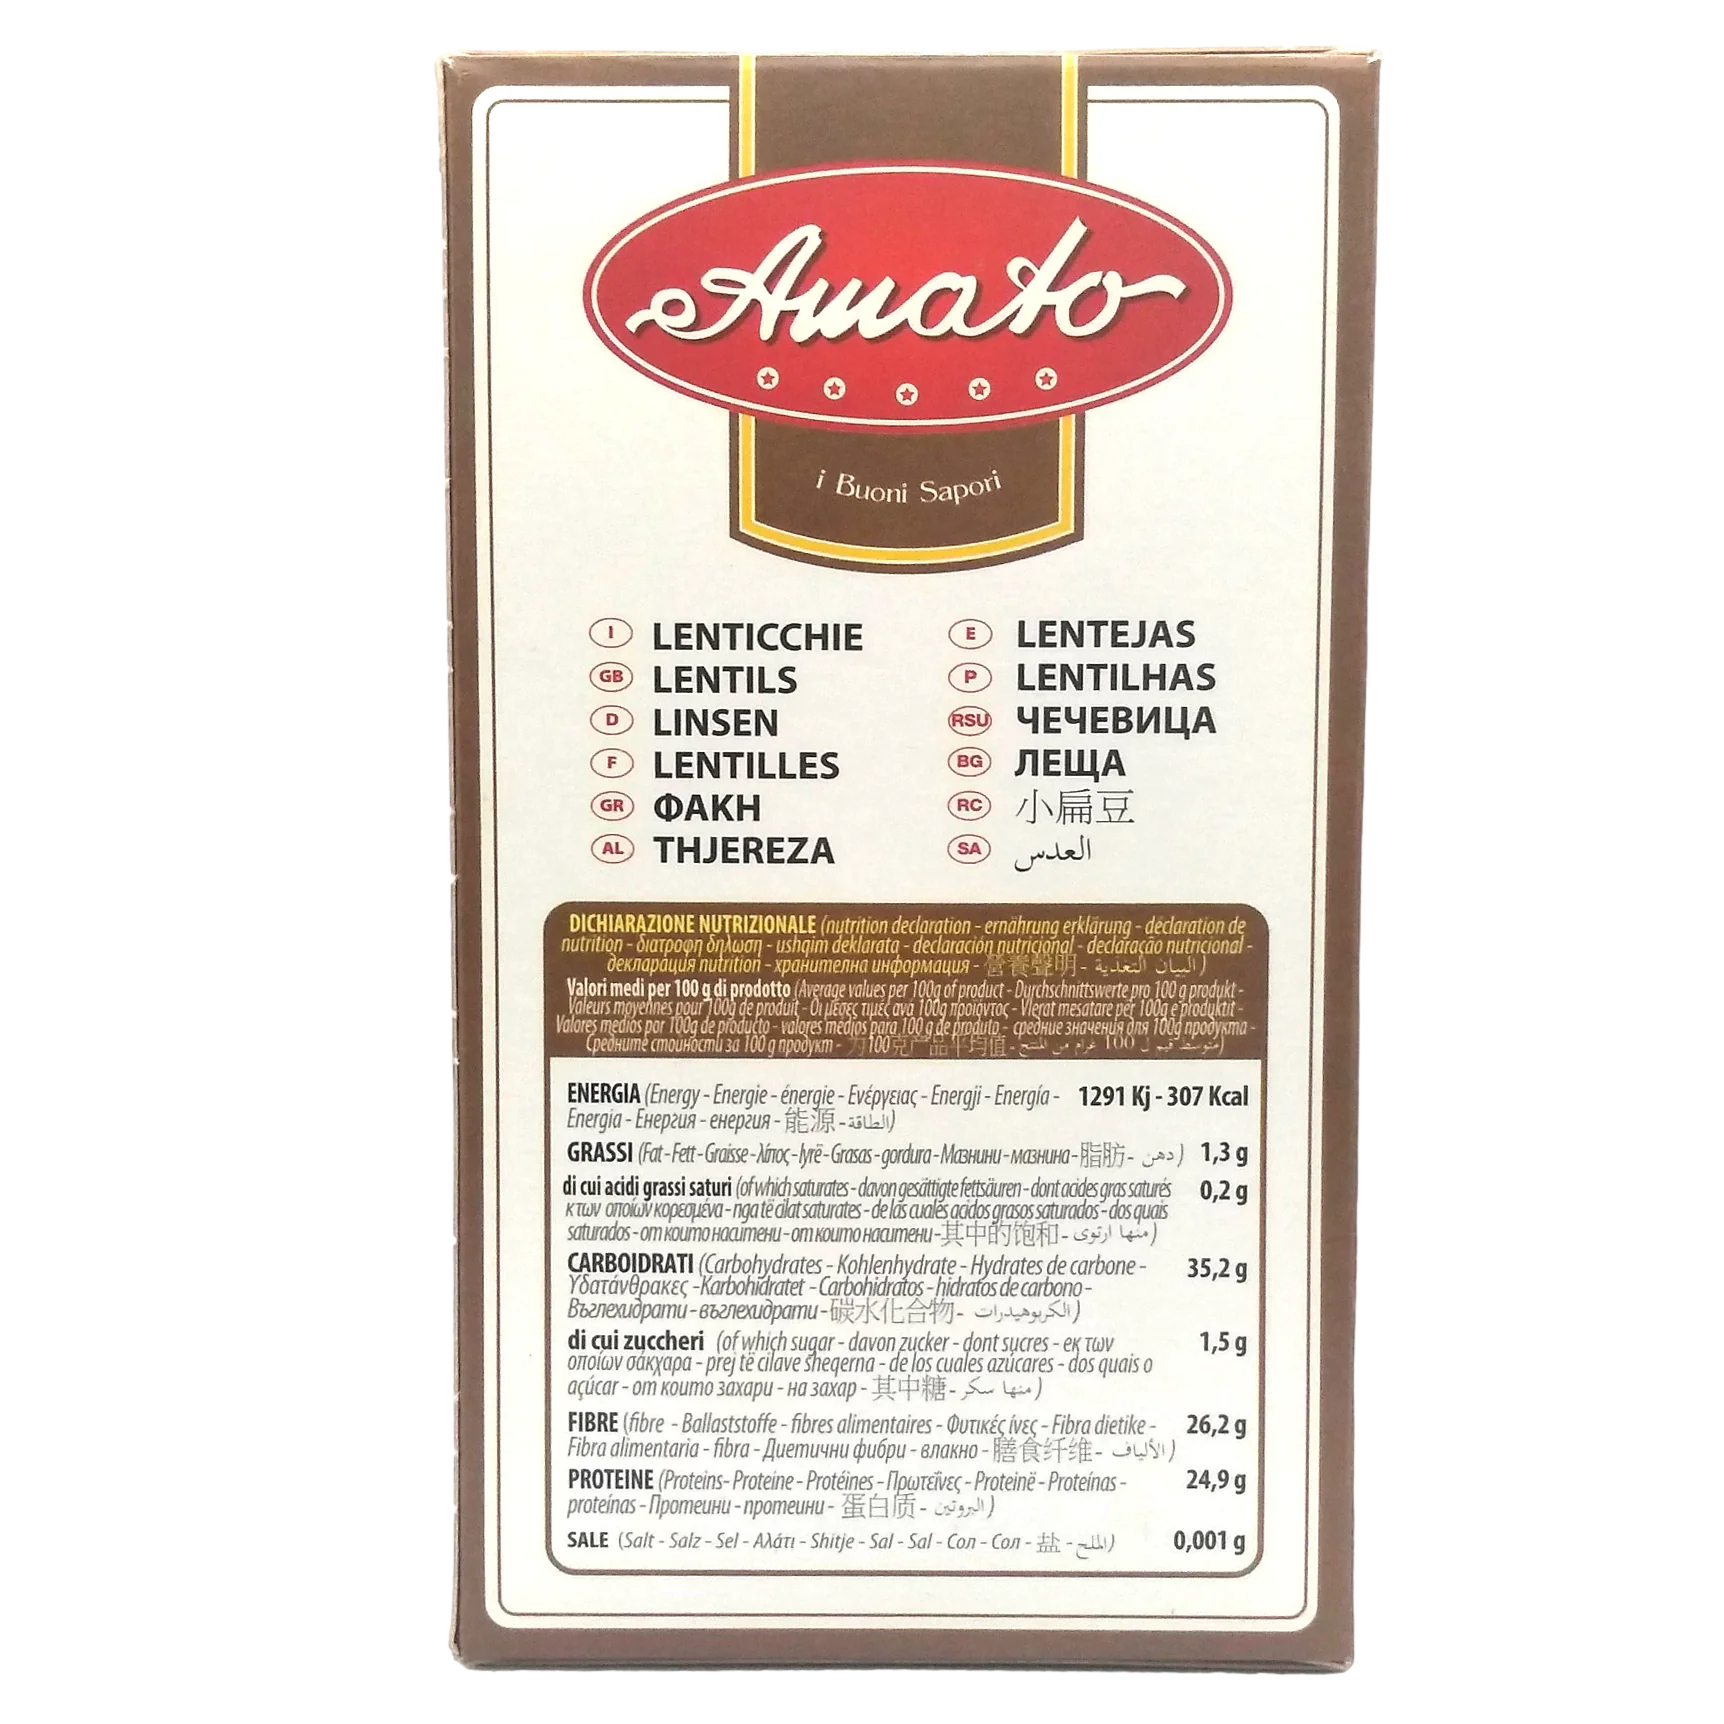 Amato
i Buoni Sapori
I LENTICCHIE
GB LENTILS
D LINSEN
F LENTILLES
GR ΦΑΚΗ
AL THJEREZA
E LENTEJAS
P LENTILHAS
RSU ЧЕЧЕВИЦА
BG ЛЕЩА
RC 小扁豆
SA العدس
DICHIARAZIONE NUTRIZIONALE (nutrition declaration - ernährung erklärung - déclaration de
nutrition - διατροφη δηλωση - ushqim deklarata - declaración nutricional - declaração nutricional -
декларация nutrition - хранителна информация - 營養聲明 - البيان التغذية)
Valori medi per 100 g di prodotto (Average values per 100g of product - Durchschnittswerte pro 100 g produkt -
Valeurs moyennes pour 100g de produit - Οι μέσες τιμές ανά 100g προϊόντος - Vlerat mesatare për 100g e produktit -
Valores medios por 100g de producto - valores médios para 100 g de produto - средние значения для 100g продукта -
Средните стойности за 100 g продукт - 为100克产品平均值 - متوسط قيم ل 100 غرام من المنتج)
ENERGIA (Energy - Energie - énergie - Ενέργειας - Energji - Energía - 1291 Kj - 307 Kcal
Energia - Енергия - енергия - 能源 - الطاقة)
GRASSI (Fat - Fett - Graisse - λίπος - lyrë - Grasas - gordura - Мазнини - мазнина - 脂肪 - دهن) 1,3 g
di cui acidi grassi saturi (of which saturates - davon gesättigte fettsäuren - dont acides gras saturés 0,2 g
κ των οποίων κορεσμένα - nga të cilat saturates - de las cuales acidos grasos saturados - dos quais
saturados - от които наситени - от които наситени - 其中的饱和 - منها ارتوى)
CARBOIDRATI (Carbohydrates - Kohlenhydrate - Hydrates de carbone - 35,2 g
Υδατάνθρακες - Karbohidratet - Carbohidratos - hidratos de carbono -
Въглехидрати - въглехидрати - 碳水化合物 - الكربوهيدرات)
di cui zuccheri (of which sugar - davon zucker - dont sucres - εκ των 1,5 g
οποίων σάκχαρα - prej të cilave sheqerna - de los cuales azúcares - dos quais o
açúcar - от които захари - на захар - 其中糖 - منها سكر)
FIBRE (fibre - Ballaststoffe - fibres alimentaires - Φυτικές ίνες - Fibra dietike - 26,2 g
Fibra alimentaria - fibra - Диетични фибри - влакно - 膳食纤维 - الألياف)
PROTEINE (Proteins - Proteine - Protéines - Πρωτεΐνες - Proteinë - Proteínas - 24,9 g
proteínas - Протеини - протеини - 蛋白质 - البروتين)
SALE (Salt - Salz - Sel - Αλάτι - Shitje - Sal - Sal - Сол - Сол - 盐 - الملح) 0,001 g